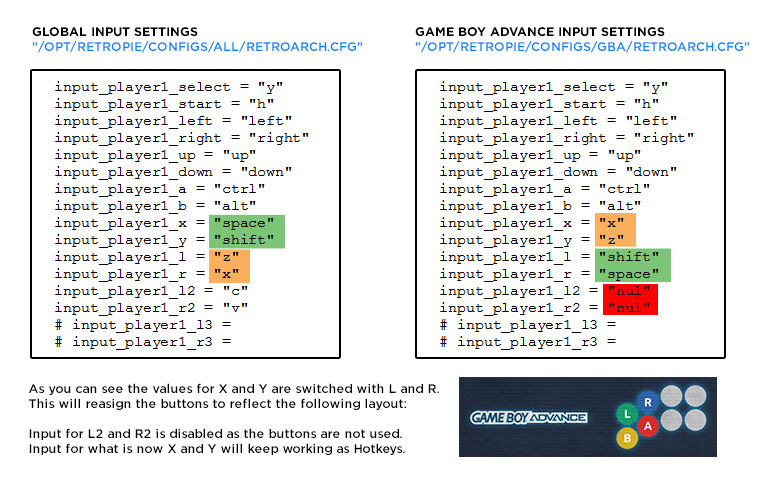 GLOBAL INPUT SETTINGS
"/OPT/RETROPIE/CONFIGS/ALL/RETROARCH.CFG"
input_player1_select = "y"
input_player1_start = "h"
input_player1_left = "left"
input_player1_right = "right"
input_player1_up = "up"
input_player1_down = "down"
input_player1_a = "ctrl"
input_player1_b = "alt"
input_player1_x = "space"
input_player1_y = "shift"
input_player1_l = "z"
input_player1_r = "x"
input_player1_l2 = "c"
input_player1_r2 = "v"
# input_player1_l3 =
# input_player1_r3 =
GAME BOY ADVANCE INPUT SETTINGS
"/OPT/RETROPIE/CONFIGS/GBA/RETROARCH.CFG"
input_player1_select = "y"
input_player1_start = "h"
input_player1_left = "left"
input_player1_right = "right"
input_player1_up = "up"
input_player1_down = "down"
input_player1_a = "ctrl"
input_player1_b = "alt"
input_player1_x = "x"
input_player1_y = "z"
input_player1_l = "shift"
input_player1_r = "space"
input_player1_l2 = "nul"
input_player1_r2 = "nul"
# input_player1_l3 =
# input_player1_r3 =
As you can see the values for X and Y are switched with L and R.
This will reasign the buttons to reflect the following layout:
Input for L2 and R2 is disabled as the buttons are not used.
Input for what is now X and Y will keep working as Hotkeys.
GAME BOY ADVANCE
R
L
A
B